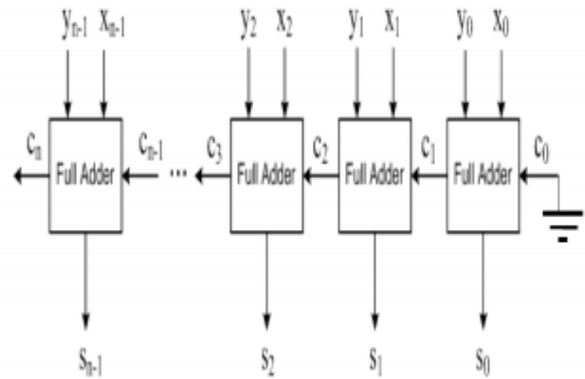 yₙ₋₁ xₙ₋₁ y₂ x₂ y₁ x₁ y₀ x₀
cₙ Full Adder cₙ₋₁ ... c₃ Full Adder c₂ Full Adder c₁ Full Adder c₀
sₙ₋₁ s₂ s₁ s₀